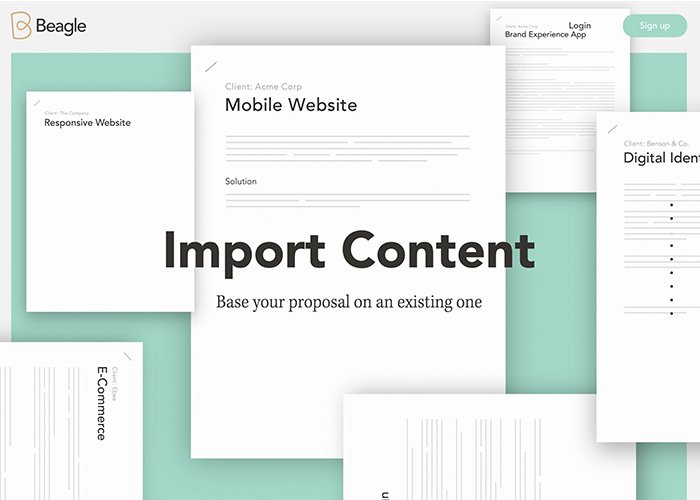 Beagle
Login
Sign up
Client: Acme Corp
Brand Experience App
Client: Acme Corp
Mobile Website
Solution
Client: The Company
Responsive Website
Client: Benson & Co.
Digital Ident
Import Content
Base your proposal on an existing one
Client: Ebee
E-Commerce